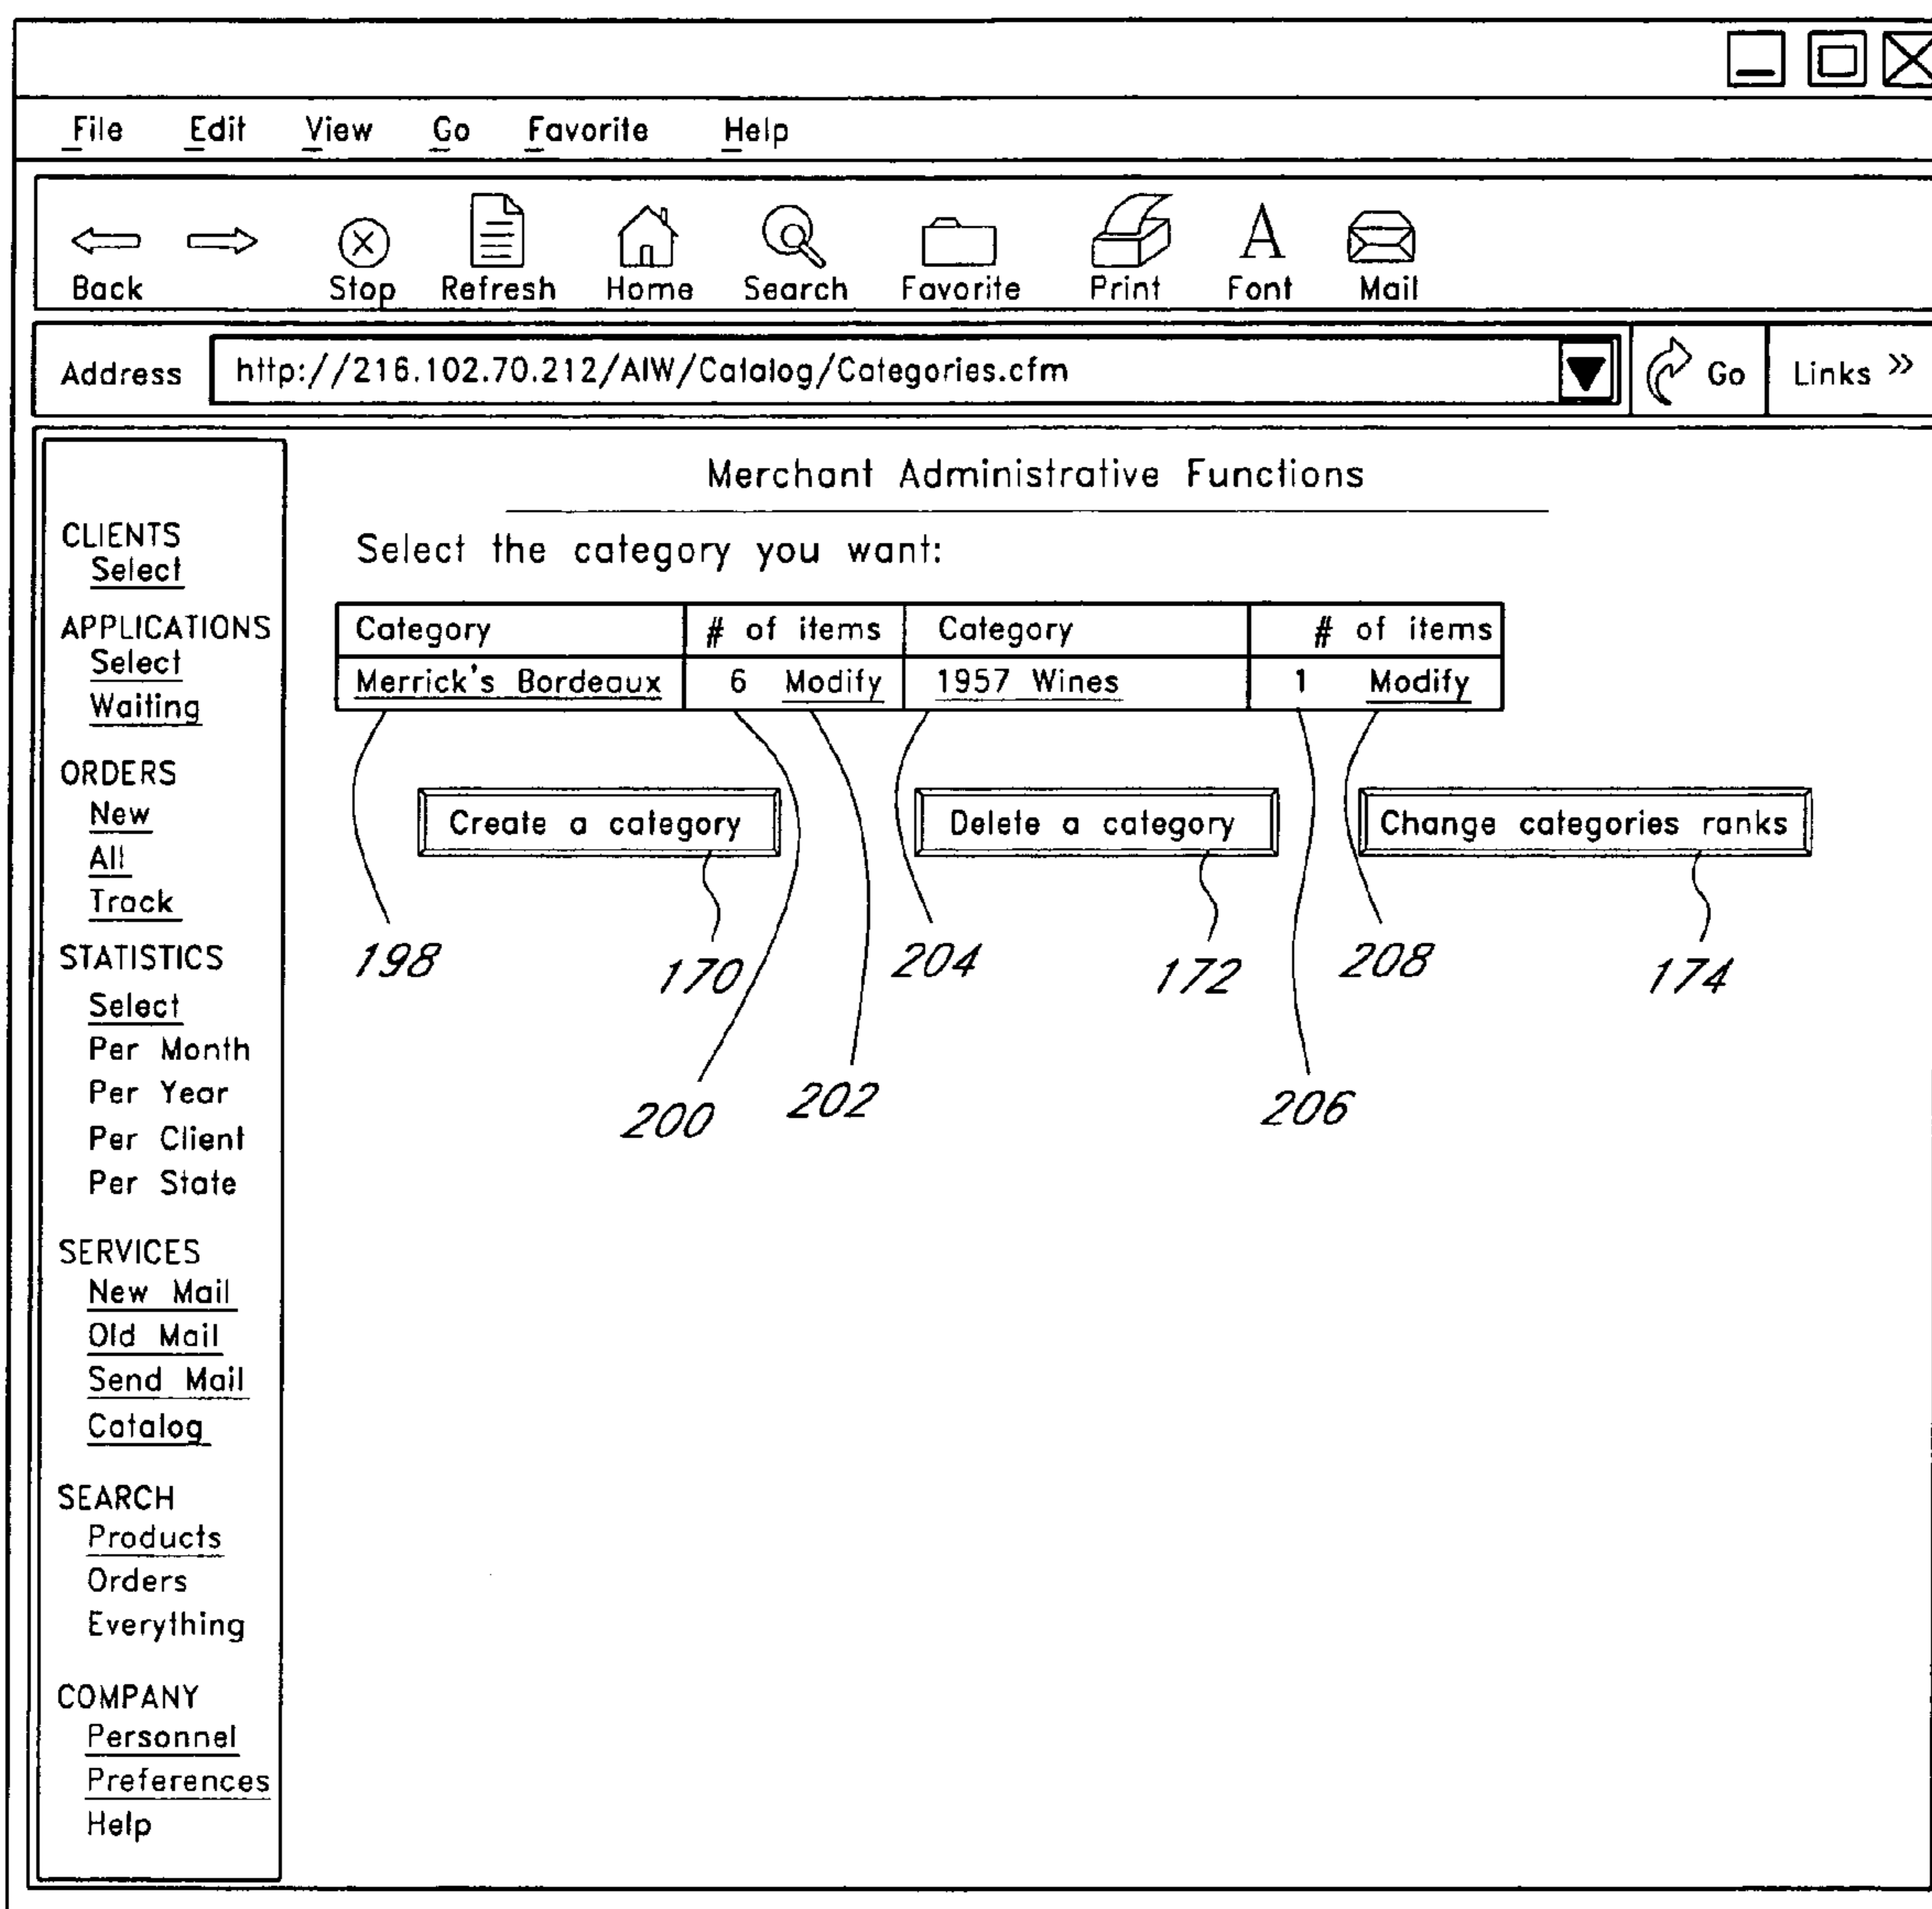 File Edit View Go Favorite Help
Back Stop Refresh Home Search Favorite Print A Font Mail
Address http://216.102.70.212/AIW/Catalog/Categories.cfm Go Links »
CLIENTS
Select
APPLICATIONS
Select
Waiting
ORDERS
New
All
Track
STATISTICS
Select
Per Month
Per Year
Per Client
Per State
SERVICES
New Mail
Old Mail
Send Mail
Catalog
SEARCH
Products
Orders
Everything
COMPANY
Personnel
Preferences
Help
Merchant Administrative Functions
Select the category you want:
Category # of items Category # of items
Merrick's Bordeaux 6 Modify 1957 Wines 1 Modify
Create a category Delete a category Change categories ranks
198 170 204 172 208 174
200 202 206